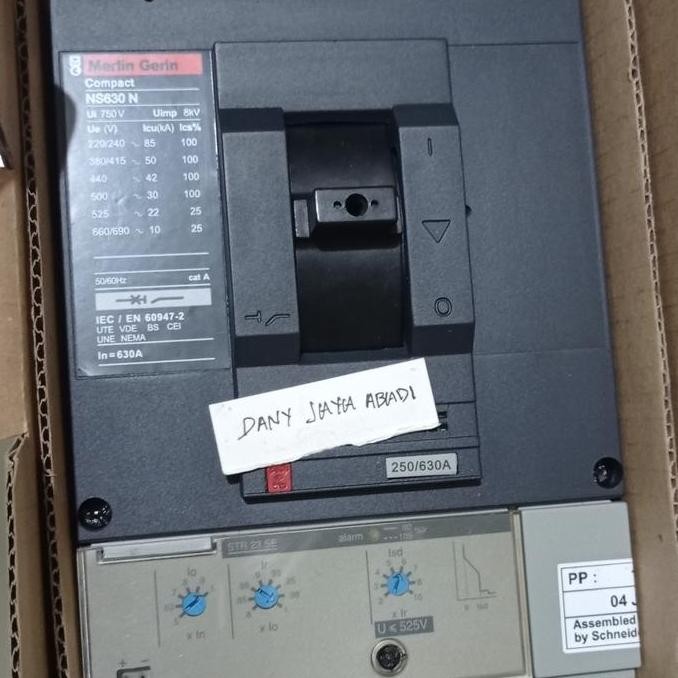 Merlin Gerin
Compact
NS630 N
Ui 750V Uimp 8kV
Ue (V) Icu(kA) Ics%
220/240 ~ 85 100
380/415 ~ 50 100
440 ~ 42 100
500 ~ 30 100
525 ~ 22 25
660/690 ~ 10 25
50/60Hz cat A
IEC / EN 60947-2
UTE VDE BS CEI
UNE NEMA
In = 630A
I
O
DANY JAYA ABADI
250/630A
STR 23 SE
alarm
Io
x In
Ir
x Io
Isd
x Ir
U ≤ 525V
+ −
PP :
04
Assembled
by Schneid